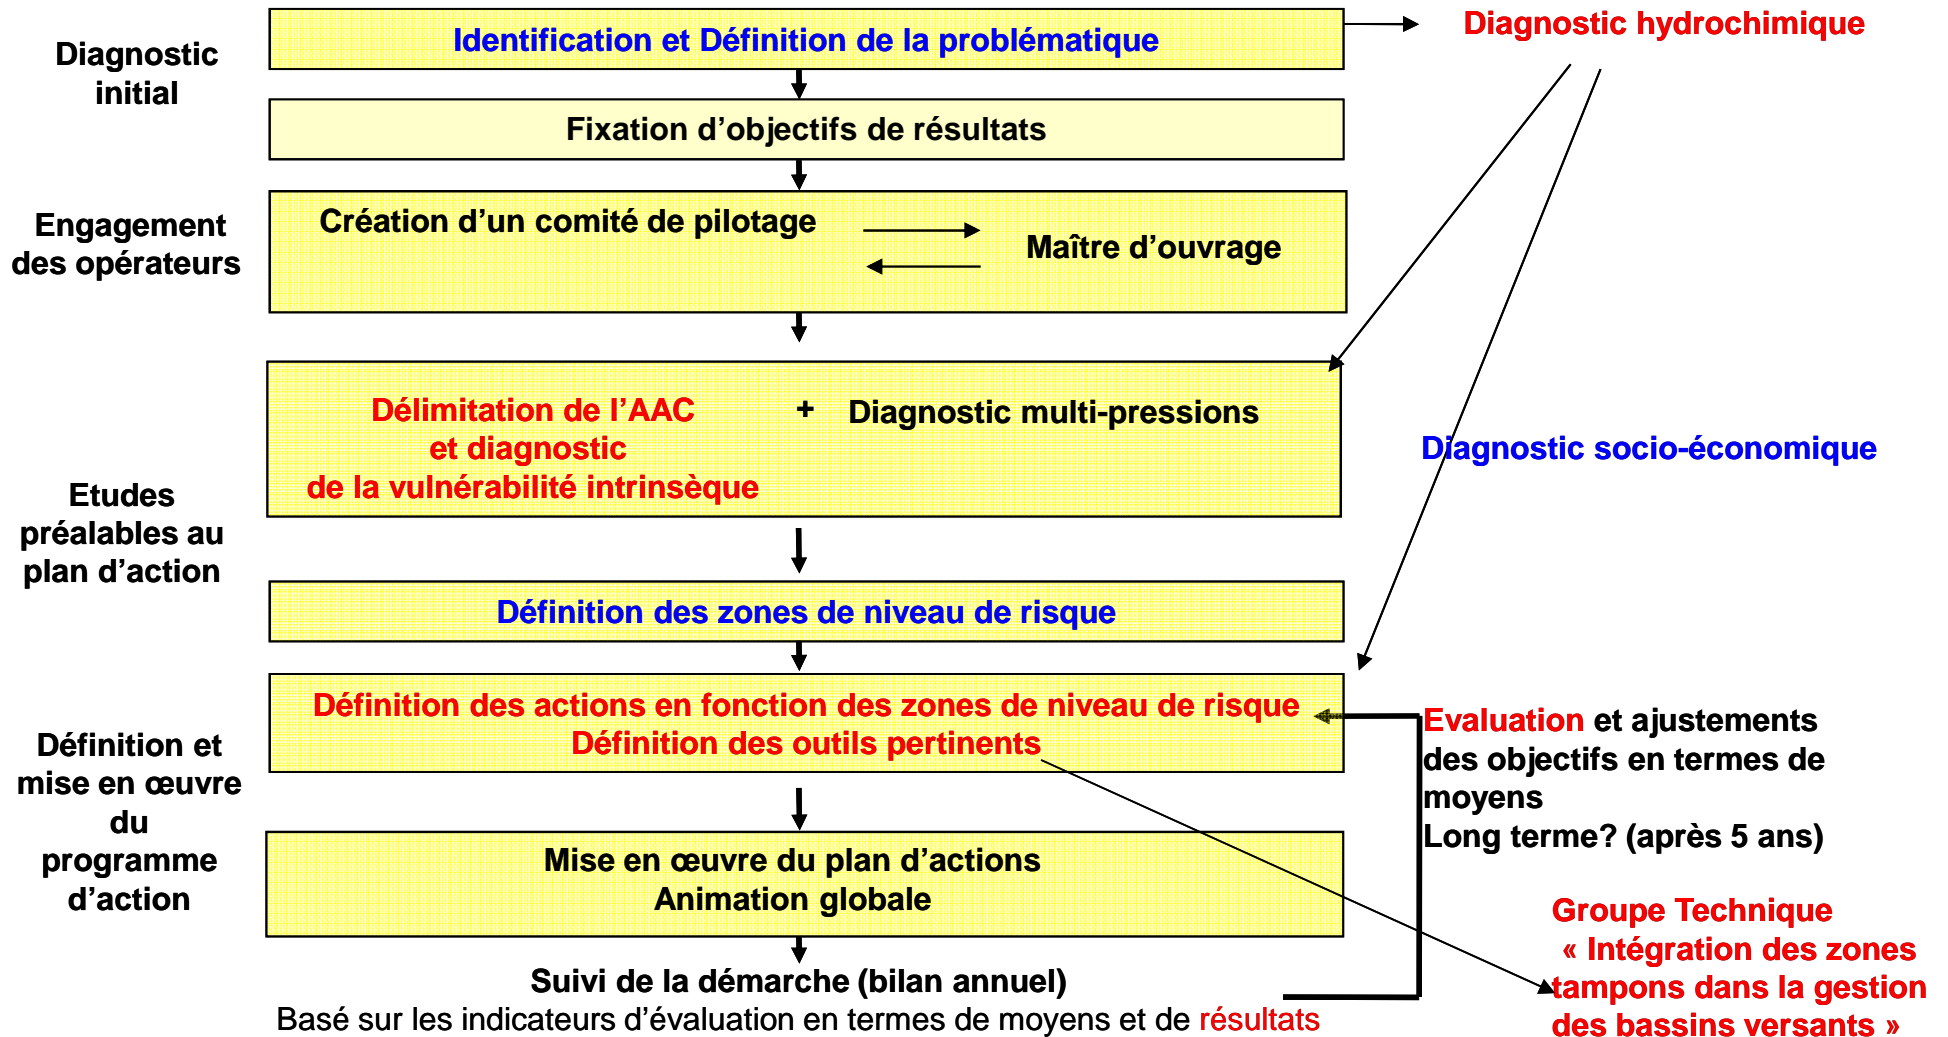 Diagnostic
initial
Identification et Définition de la problématique
Diagnostic hydrochimique
Fixation d’objectifs de résultats
Engagement
des opérateurs
Création d’un comité de pilotage
Maître d’ouvrage
Etudes
préalables au
plan d’action
Délimitation de l’AAC
et diagnostic
de la vulnérabilité intrinsèque
+
Diagnostic multi-pressions
Diagnostic socio-économique
Définition des zones de niveau de risque
Définition et
mise en œuvre
du
programme
d’action
Définition des actions en fonction des zones de niveau de risque
Définition des outils pertinents
Evaluation et ajustements
des objectifs en termes de
moyens
Long terme? (après 5 ans)
Mise en œuvre du plan d’actions
Animation globale
Groupe Technique
« Intégration des zones
tampons dans la gestion
des bassins versants »
Suivi de la démarche (bilan annuel)
Basé sur les indicateurs d’évaluation en termes de moyens et de résultats